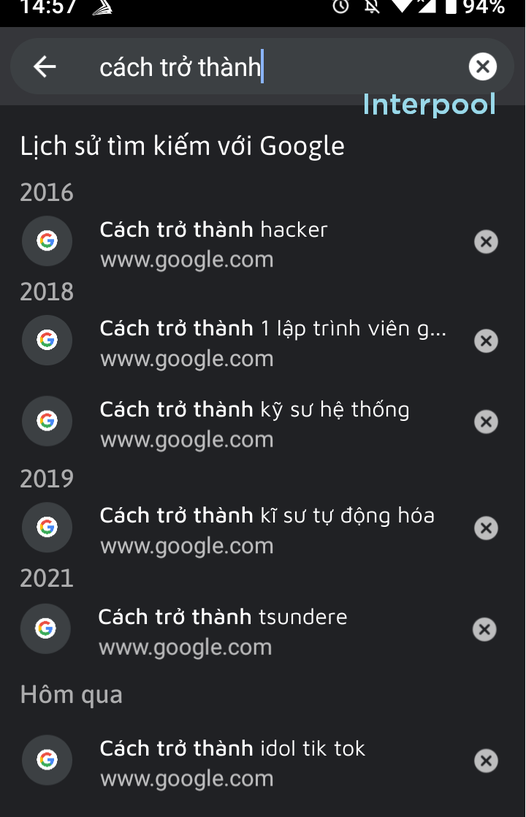 14:57
94%
cách trở thành
Interpool
Lịch sử tìm kiếm với Google
2016
Cách trở thành hacker
www.google.com
2018
Cách trở thành 1 lập trình viên g...
www.google.com
Cách trở thành kỹ sư hệ thống
www.google.com
2019
Cách trở thành kĩ sư tự động hóa
www.google.com
2021
Cách trở thành tsundere
www.google.com
Hôm qua
Cách trở thành idol tik tok
www.google.com